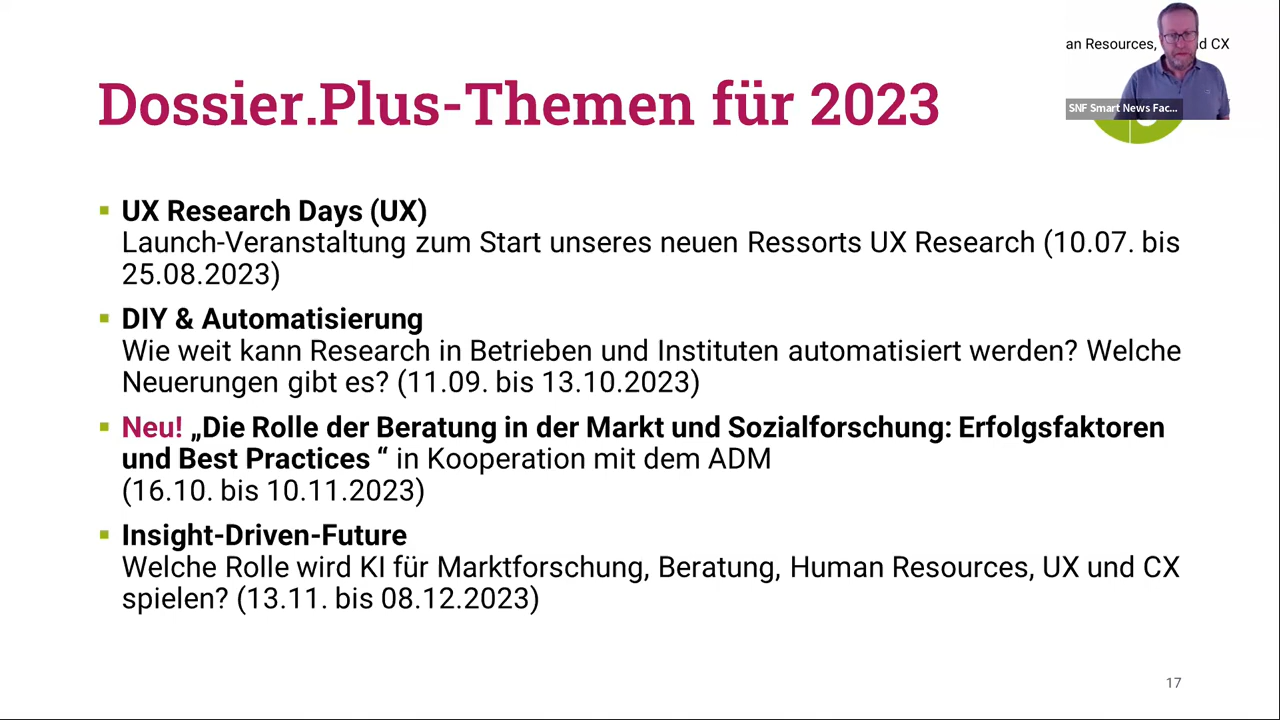 an Resources, d CX
Dossier.Plus-Themen für 2023
SNF Smart News Fac...
UX Research Days (UX)
Launch-Veranstaltung zum Start unseres neuen Ressorts UX Research (10.07. bis
25.08.2023)
DIY & Automatisierung
Wie weit kann Research in Betrieben und Instituten automatisiert werden? Welche
Neuerungen gibt es? (11.09. bis 13.10.2023)
Neu! „Die Rolle der Beratung in der Markt und Sozialforschung: Erfolgsfaktoren
und Best Practices “ in Kooperation mit dem ADM
(16.10. bis 10.11.2023)
Insight-Driven-Future
Welche Rolle wird KI für Marktforschung, Beratung, Human Resources, UX und CX
spielen? (13.11. bis 08.12.2023)
17